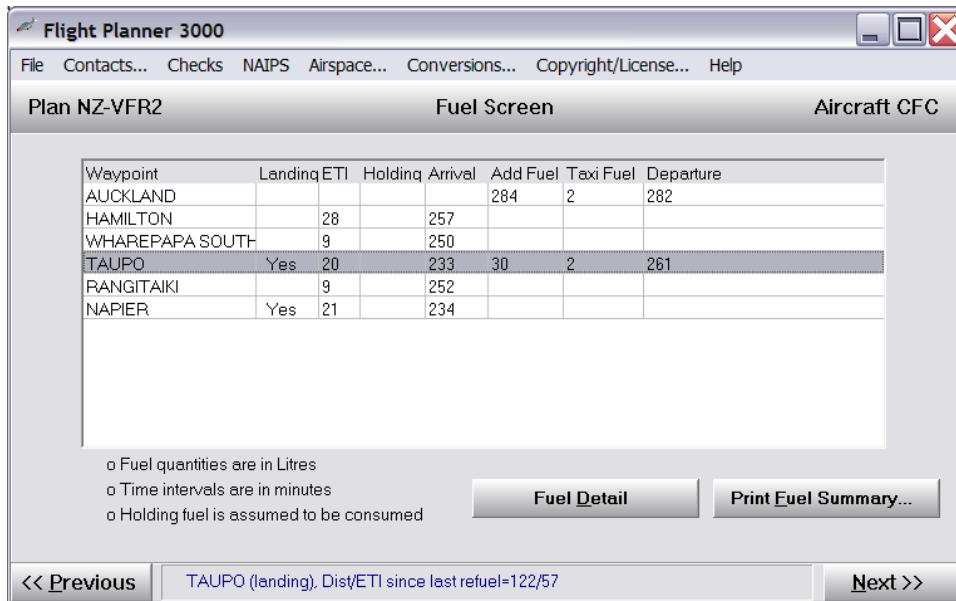 Flight Planner 3000
File Contacts... Checks NAIPS Airspace... Conversions... Copyright/License... Help
Plan NZ-VFR2 Fuel Screen Aircraft CFC
Waypoint Landing ETI Holding Arrival Add Fuel Taxi Fuel Departure
AUCKLAND 284 2 282
HAMILTON 28 257
WHAREPAPA SOUTH 9 250
TAUPO Yes 20 233 30 2 261
RANGITAIKI 9 252
NAPIER Yes 21 234
o Fuel quantities are in Litres
o Time intervals are in minutes
o Holding fuel is assumed to be consumed
Fuel Detail Print Fuel Summary...
<< Previous TAUPO (landing), Dist/ETI since last refuel=122/57 Next >>